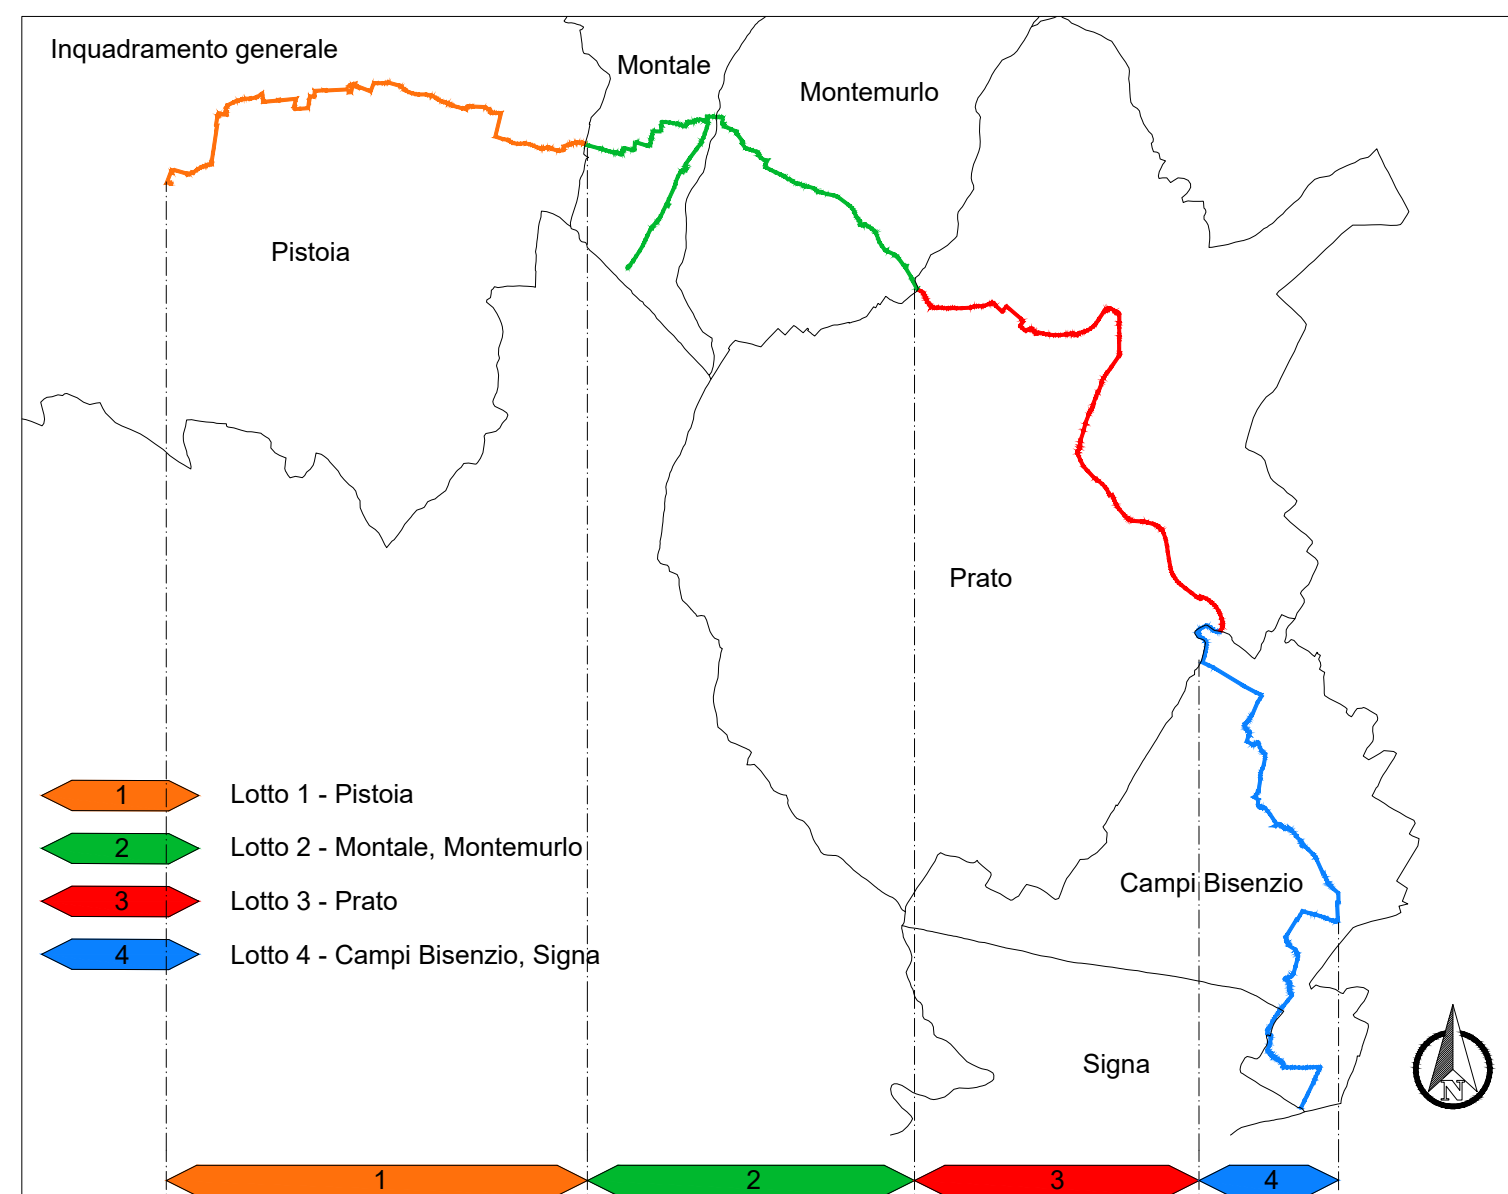 Inquadramento generale
Montale
Montemurlo
Pistoia
Prato
1 Lotto 1 - Pistoia
2 Lotto 2 - Montale, Montemurlo
3 Lotto 3 - Prato
4 Lotto 4 - Campi Bisenzio, Signa
Campi Bisenzio
Signa
N
1 2 3 4